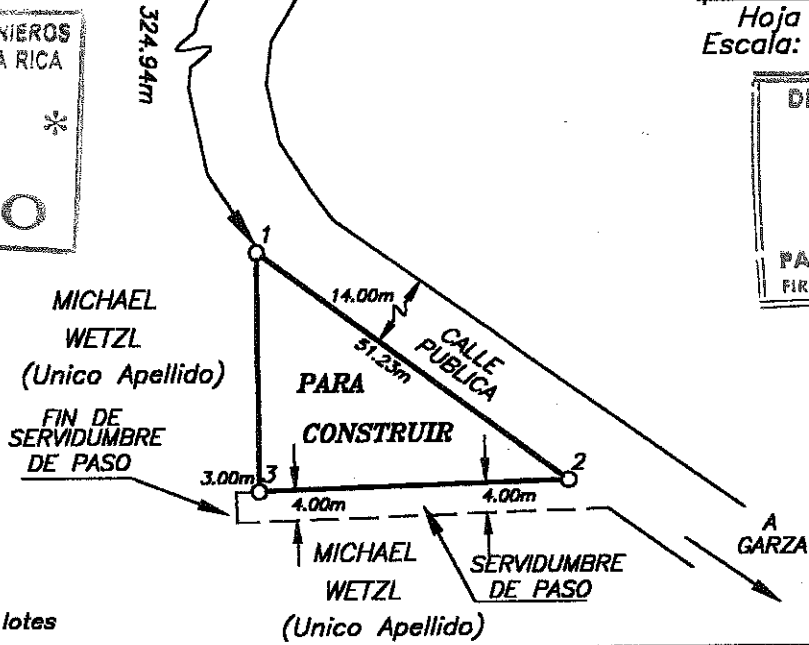 NIEROS
A RICA
*
O
324.94m
Hoja
Escala:
DI
PA
FIR
1
MICHAEL
WETZL
(Unico Apellido)
14.00m
51.23m
CALLE
PUBLICA
PARA
CONSTRUIR
FIN DE
SERVIDUMBRE
DE PASO
3.00m
3
2
4.00m
4.00m
A
GARZA
MICHAEL
WETZL
(Unico Apellido)
SERVIDUMBRE
DE PASO
lotes